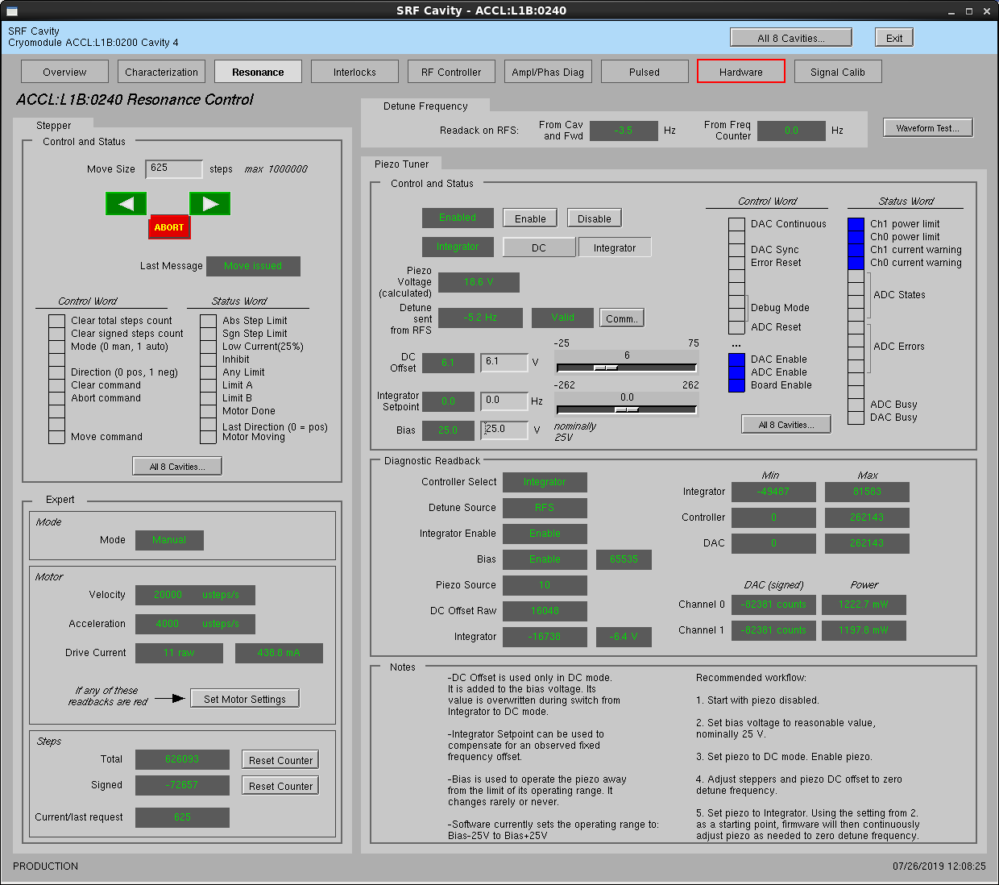 SRF Cavity - ACCL:L1B:0240
SRF Cavity
Cryomodule ACCL:L1B:0200 Cavity 4
All 8 Cavities...
Exit
Overview
Characterization
Resonance
Interlocks
RF Controller
Ampl/Phas Diag
Pulsed
Hardware
Signal Calib
ACCL:L1B:0240 Resonance Control
Stepper
Control and Status
Move Size 625 steps max 1000000
ABORT
Last Message Move issued
Control Word
Clear total steps count
Clear signed steps count
Mode (0 man, 1 auto)
Direction (0 pos, 1 neg)
Clear command
Abort command
Move command
Status Word
Abs Step Limit
Sgn Step Limit
Low Current(25%)
Inhibit
Any Limit
Limit A
Limit B
Motor Done
Last Direction (0 = pos)
Motor Moving
All 8 Cavities...
Expert
Mode
Mode Manual
Motor
Velocity 20000 usteps/s
Acceleration 4000 usteps/s
Drive Current 11 raw 438.8 mA
If any of these
readbacks are red
Set Motor Settings
Steps
Total 626093 Reset Counter
Signed -72657 Reset Counter
Current/last request 625
Detune Frequency
Readack on RFS:
From Cav
and Fwd
-3.5 Hz
From Freq
Counter
0.0 Hz
Waveform Test...
Piezo Tuner
Control and Status
Enabled Enable Disable
Integrator DC Integrator
Piezo
Voltage
(calculated)
18.6 V
Detune
sent
from RFS
-5.2 Hz Valid Comm..
DC
Offset
6.1 6.1 V
-25 75
6
Integrator
Setpoint
0.0 0.0 Hz
-262 262
0.0
Bias 25.0 25.0 V
nominally
25V
Control Word
DAC Continuous
DAC Sync
Error Reset
Debug Mode
ADC Reset
...
DAC Enable
ADC Enable
Board Enable
All 8 Cavities...
Status Word
Ch1 power limit
Ch0 power limit
Ch1 current warning
Ch0 current warning
ADC States
ADC Errors
ADC Busy
DAC Busy
Diagnostic Readback
Controller Select Integrator
Detune Source RFS
Integrator Enable Enable
Bias Enable 65535
Piezo Source 10
DC Offset Raw 16048
Integrator -16738 -6.4 V
Min Max
Integrator -49487 81583
Controller 0 262143
DAC 0 262143
DAC (signed) Power
Channel 0 -82381 counts 1222.7 mW
Channel 1 -82381 counts 1197.8 mW
Notes
-DC Offset is used only in DC mode.
It is added to the bias voltage. Its
value is overwritten during switch from
Integrator to DC mode.
-Integrator Setpoint can be used to
compensate for an observed fixed
frequency offset.
-Bias is used to operate the piezo away
from the limit of its operating range. It
changes rarely or never.
-Software currently sets the operating range to:
Bias-25V to Bias+25V
Recommended workflow:
1. Start with piezo disabled.
2. Set bias voltage to reasonable value,
nominally 25 V.
3. Set piezo to DC mode. Enable piezo.
4. Adjust steppers and piezo DC offset to zero
detune frequency.
5. Set piezo to Integrator. Using the setting from 2.
as a starting point, firmware will then continuously
adjust piezo as needed to zero detune frequency.
PRODUCTION
07/26/2019 12:08:25